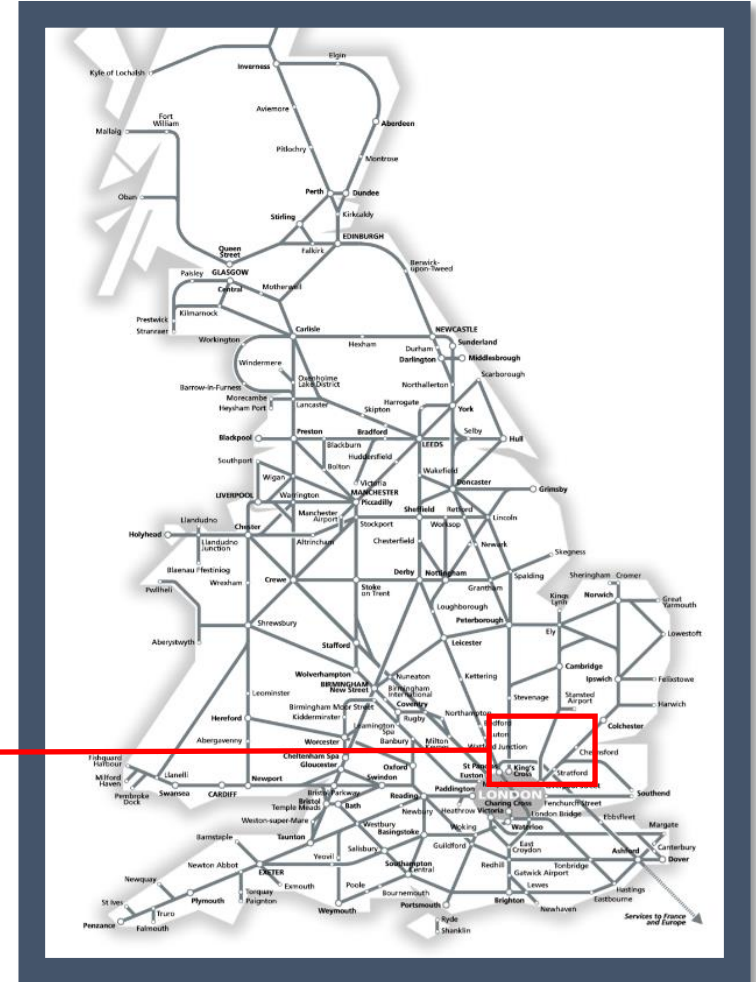 Elgin
Inverness
Kyle of Lochalsh
Aviemore
Fort
William
Aberdeen
Mallaig
Pitlochry
Montrose
Perth
Dundee
Oban
Stirling
Kirkcaldy
EDINBURGH
Queen
Street
Falkirk
Berwick-
upon-Tweed
Paisley
GLASGOW
Central
Motherwell
Kilmarnock
Prestwick
Stranraer
Carlisle
NEWCASTLE
Workington
Hexham
Sunderland
Durham
Darlington
Middlesbrough
Windermere
Oxenholme
Lake District
Scarborough
Barrow-in-Furness
Northallerton
Morecambe
Heysham Port
Lancaster
Harrogate
York
Skipton
Blackpool
Preston
Bradford
Selby
Hull
Blackburn
LEEDS
Huddersfield
Southport
Bolton
Wakefield
Wigan
Victoria
Doncaster
MANCHESTER
Piccadilly
Grimsby
LIVERPOOL
Warrington
Manchester
Airport
Sheffield
Retford
Lincoln
Llandudno
Stockport
Worksop
Holyhead
Chester
Llandudno
Junction
Altrincham
Chesterfield
Newark
Skegness
Blaenau Ffestiniog
Derby
Nottingham
Spalding
Sheringham
Cromer
Pwllheli
Wrexham
Crewe
Stoke
on Trent
Grantham
Kings
Lynn
Norwich
Great
Yarmouth
Loughborough
Shrewsbury
Peterborough
Ely
Lowestoft
Aberystwyth
Stafford
Leicester
Wolverhampton
BIRMINGHAM
New Street
Nuneaton
Birmingham
International
Kettering
Cambridge
Ipswich
Felixstowe
Leominster
Birmingham Moor Street
Coventry
Stevenage
Stansted
Airport
Harwich
Hereford
Kidderminster
Rugby
Northampton
Leamington
Spa
Bedford
Colchester
Abergavenny
Worcester
Banbury
Milton
Luton
Watford Junction
Chelmsford
Fishguard
Harbour
Cheltenham Spa
Gloucester
Oxford
St Pancras
King's
Cross
Euston
Stratford
Milford
Haven
Llanelli
Newport
Swindon
Pembroke
Dock
Swansea
CARDIFF
Bristol Parkway
Reading
Paddington
LONDON
Southend
Bristol
Temple Meads
Bath
Newbury
Heathrow
Victoria
Charing Cross
Fenchurch Street
London Bridge
Ebbsfleet
Weston-super-Mare
Westbury
Basingstoke
Woking
Waterloo
Margate
Barnstaple
Taunton
Salisbury
Guildford
East
Croydon
Ashford
Canterbury
Dover
Newton Abbot
Yeovil
Southampton
Central
Redhill
Gatwick Airport
Tonbridge
EXETER
Newquay
Exmouth
Poole
Bournemouth
Lewes
Hastings
Eastbourne
Torquay
Paignton
Plymouth
Weymouth
Portsmouth
Brighton
Newhaven
St Ives
Truro
Falmouth
Penzance
Ryde
Shanklin
Services to France
and Europe